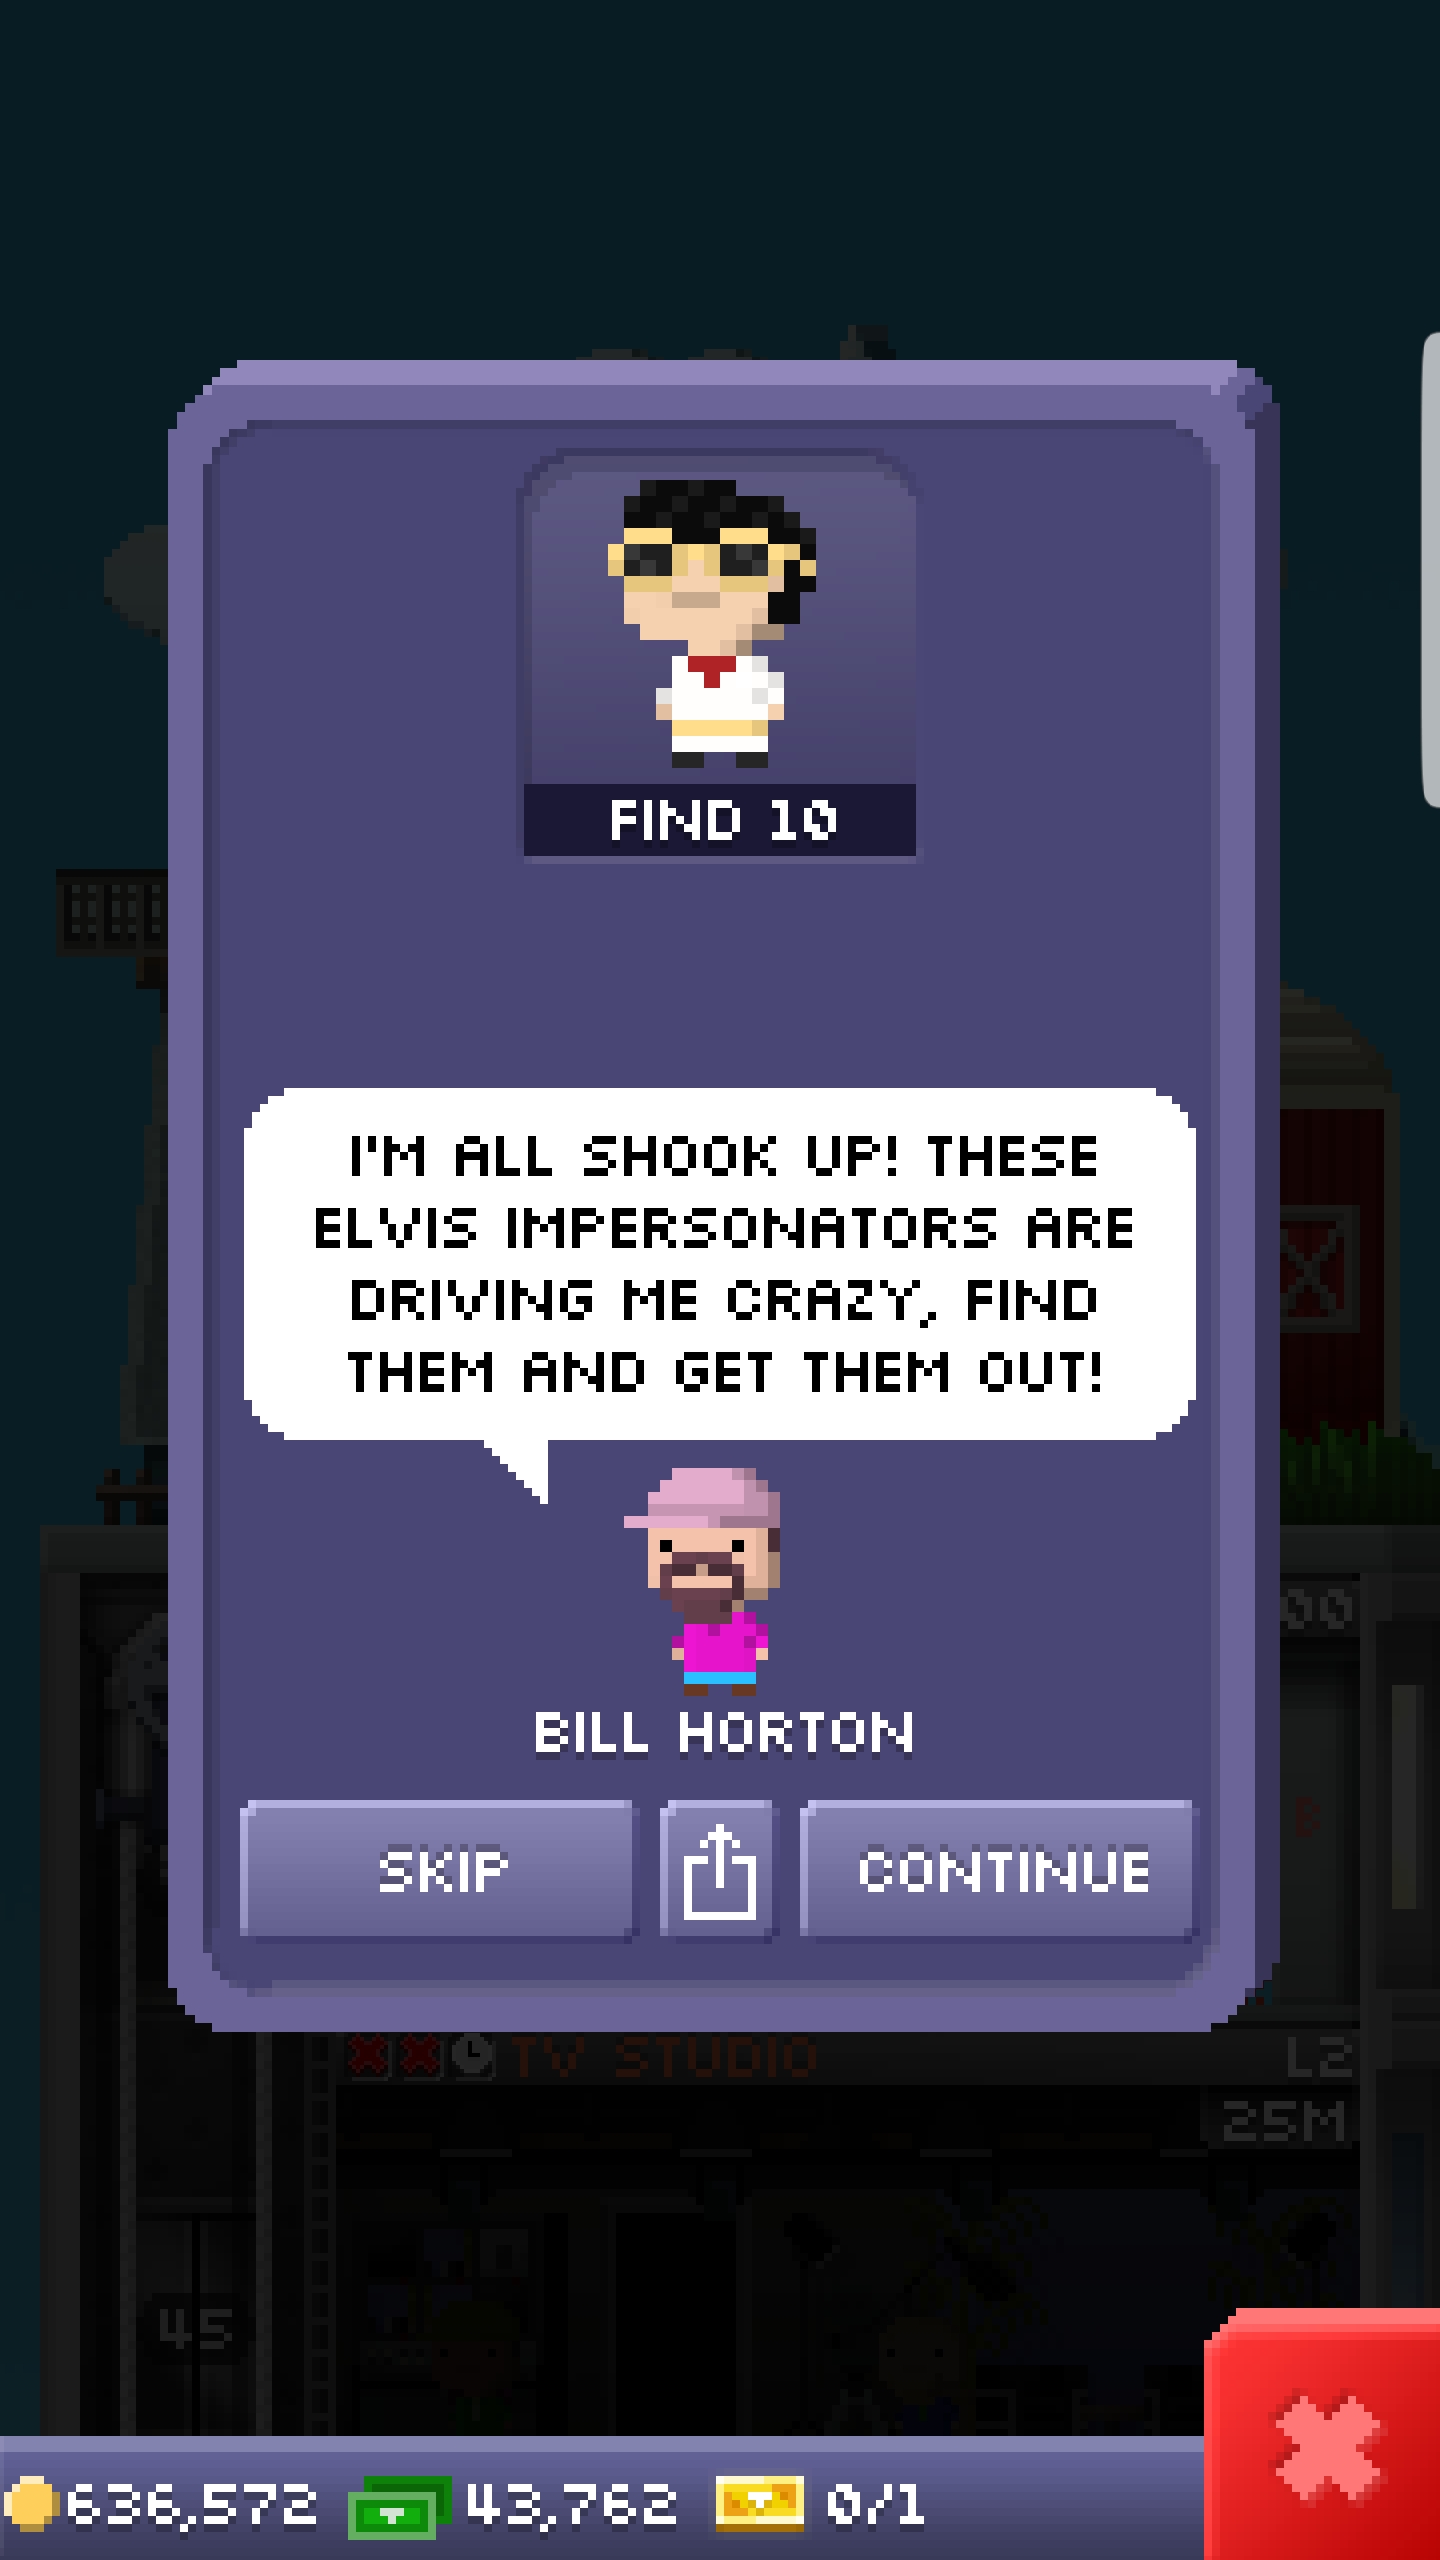 FIND 10
I'M ALL SHOOK UP! THESE
ELVIS IMPERSONATORS ARE
DRIVING ME CRAZY, FIND
THEM AND GET THEM OUT!
BILL HORTON
00
B
SKIP
CONTINUE
TV STUDIO
L2
25M
45
636,572
43,762
0/1